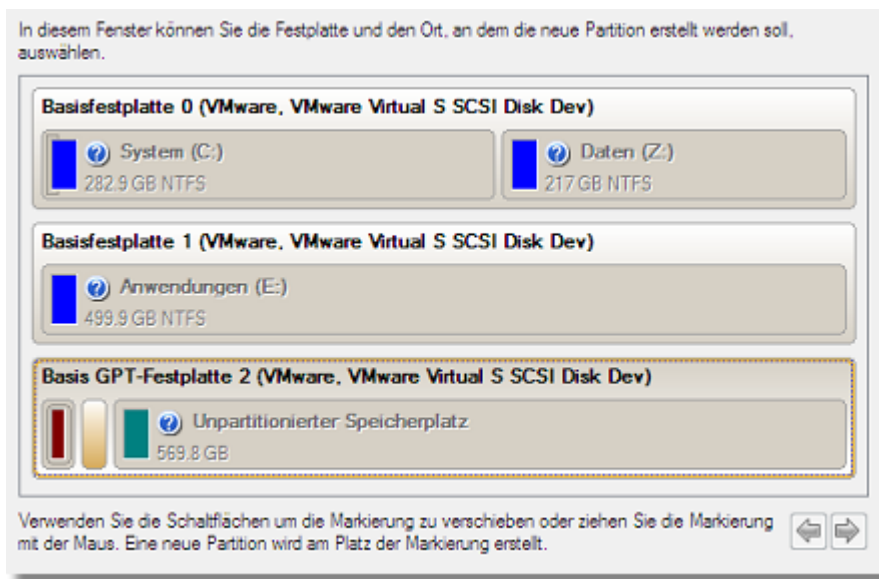 In diesem Fenster können Sie die Festplatte und den Ort, an dem die neue Partition erstellt werden soll,
auswählen.
Basisfestplatte 0 (VMware, VMware Virtual S SCSI Disk Dev)
System (C:)
282.9 GB NTFS
Daten (Z:)
217 GB NTFS
Basisfestplatte 1 (VMware, VMware Virtual S SCSI Disk Dev)
Anwendungen (E:)
499.9 GB NTFS
Basis GPT-Festplatte 2 (VMware, VMware Virtual S SCSI Disk Dev)
Unpartitionierter Speicherplatz
569.8 GB
Verwenden Sie die Schaltflächen um die Markierung zu verschieben oder ziehen Sie die Markierung
mit der Maus. Eine neue Partition wird am Platz der Markierung erstellt.